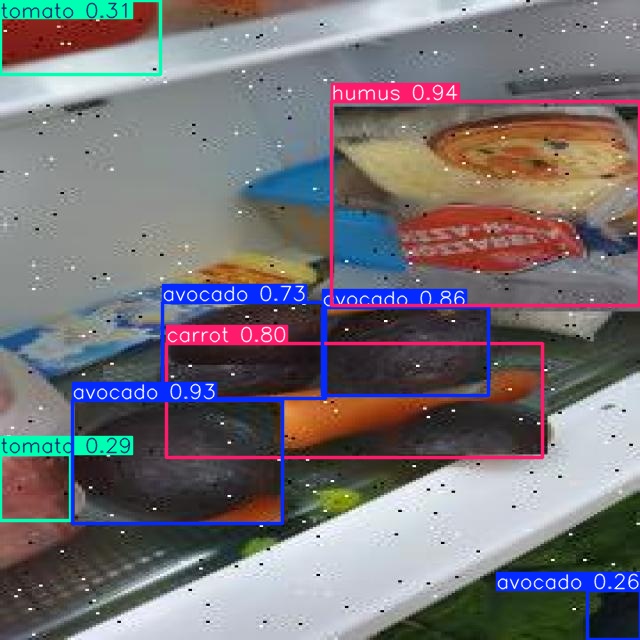 tomato 0.31
humus 0.94
avocado 0.73
avocado 0.86
carrot 0.80
avocado 0.93
tomato 0.29
avocado 0.26